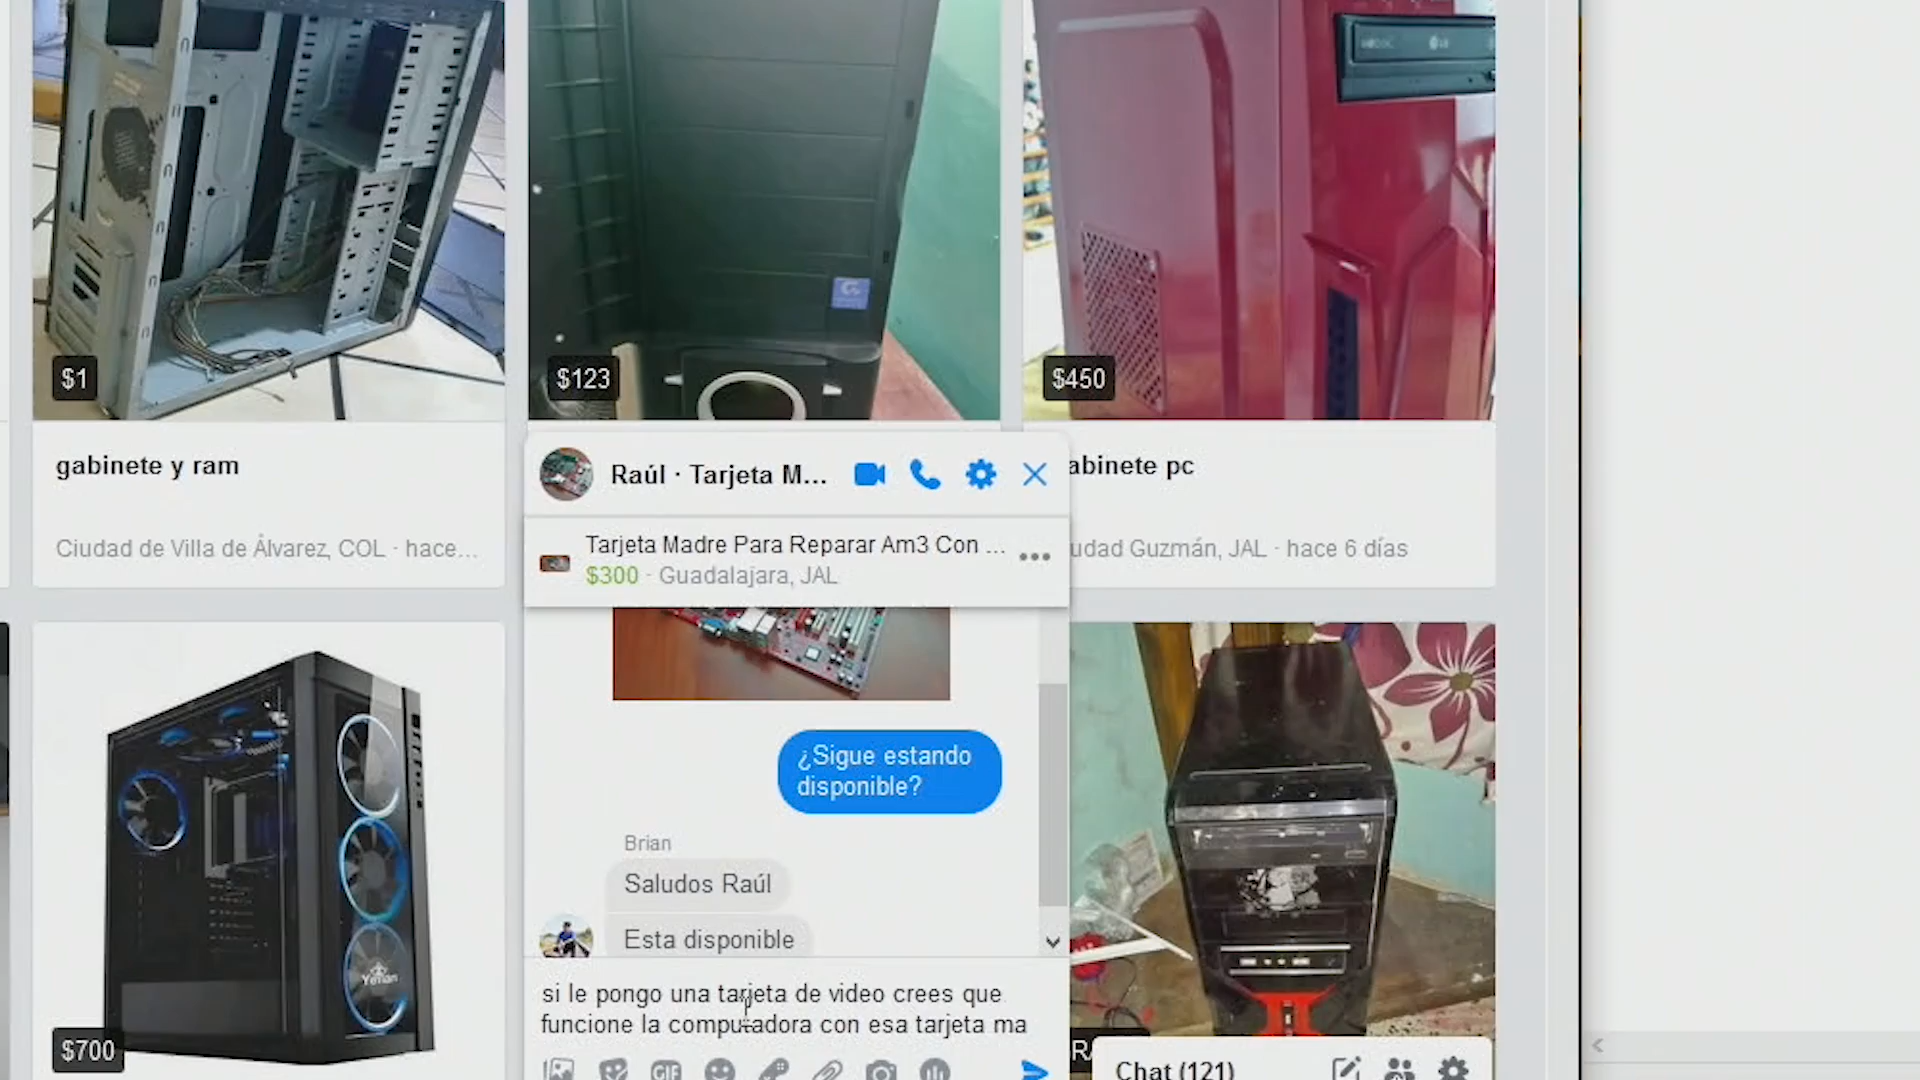 $1
$123
$450
gabinete y ram
Ciudad de Villa de Álvarez, COL · hace...
abinete pc
udad Guzmán, JAL · hace 6 días
Raúl · Tarjeta M...
Tarjeta Madre Para Reparar Am3 Con ...
$300 · Guadalajara, JAL
¿Sigue estando
disponible?
Brian
Saludos Raúl
Esta disponible
si le pongo una tarjeta de video crees que
funcione la computadora con esa tarjeta ma
GIF
Yeyian
$700
Chat (121)